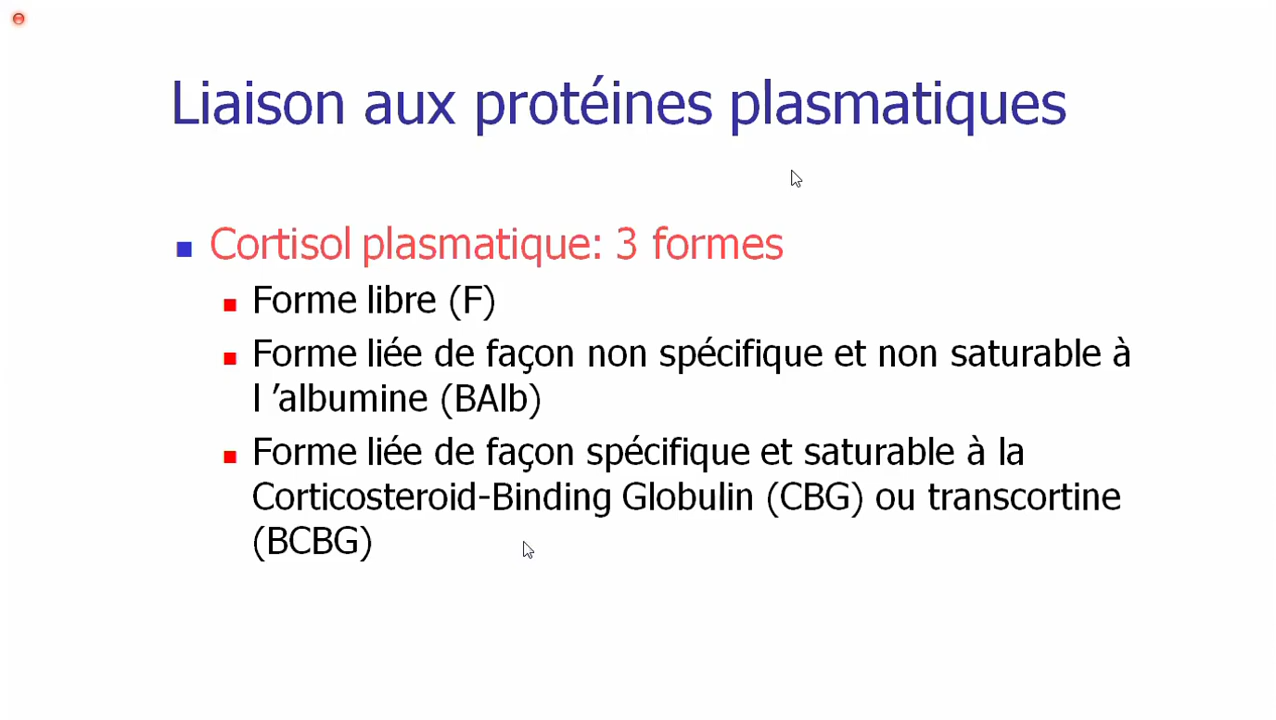 Liaison aux protéines plasmatiques
Cortisol plasmatique: 3 formes
Forme libre (F)
Forme liée de façon non spécifique et non saturable à
l ’albumine (BAlb)
Forme liée de façon spécifique et saturable à la
Corticosteroid-Binding Globulin (CBG) ou transcortine
(BCBG)